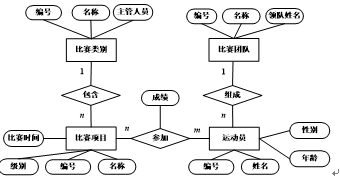 编号
名称
主管人员
编号
名称
领队姓名
比赛类别
比赛团队
1
1
包含
成绩
组成
n
n
比赛时间
比赛项目
n
参加
m
运动员
性别
级别
编号
名称
编号
姓名
年龄